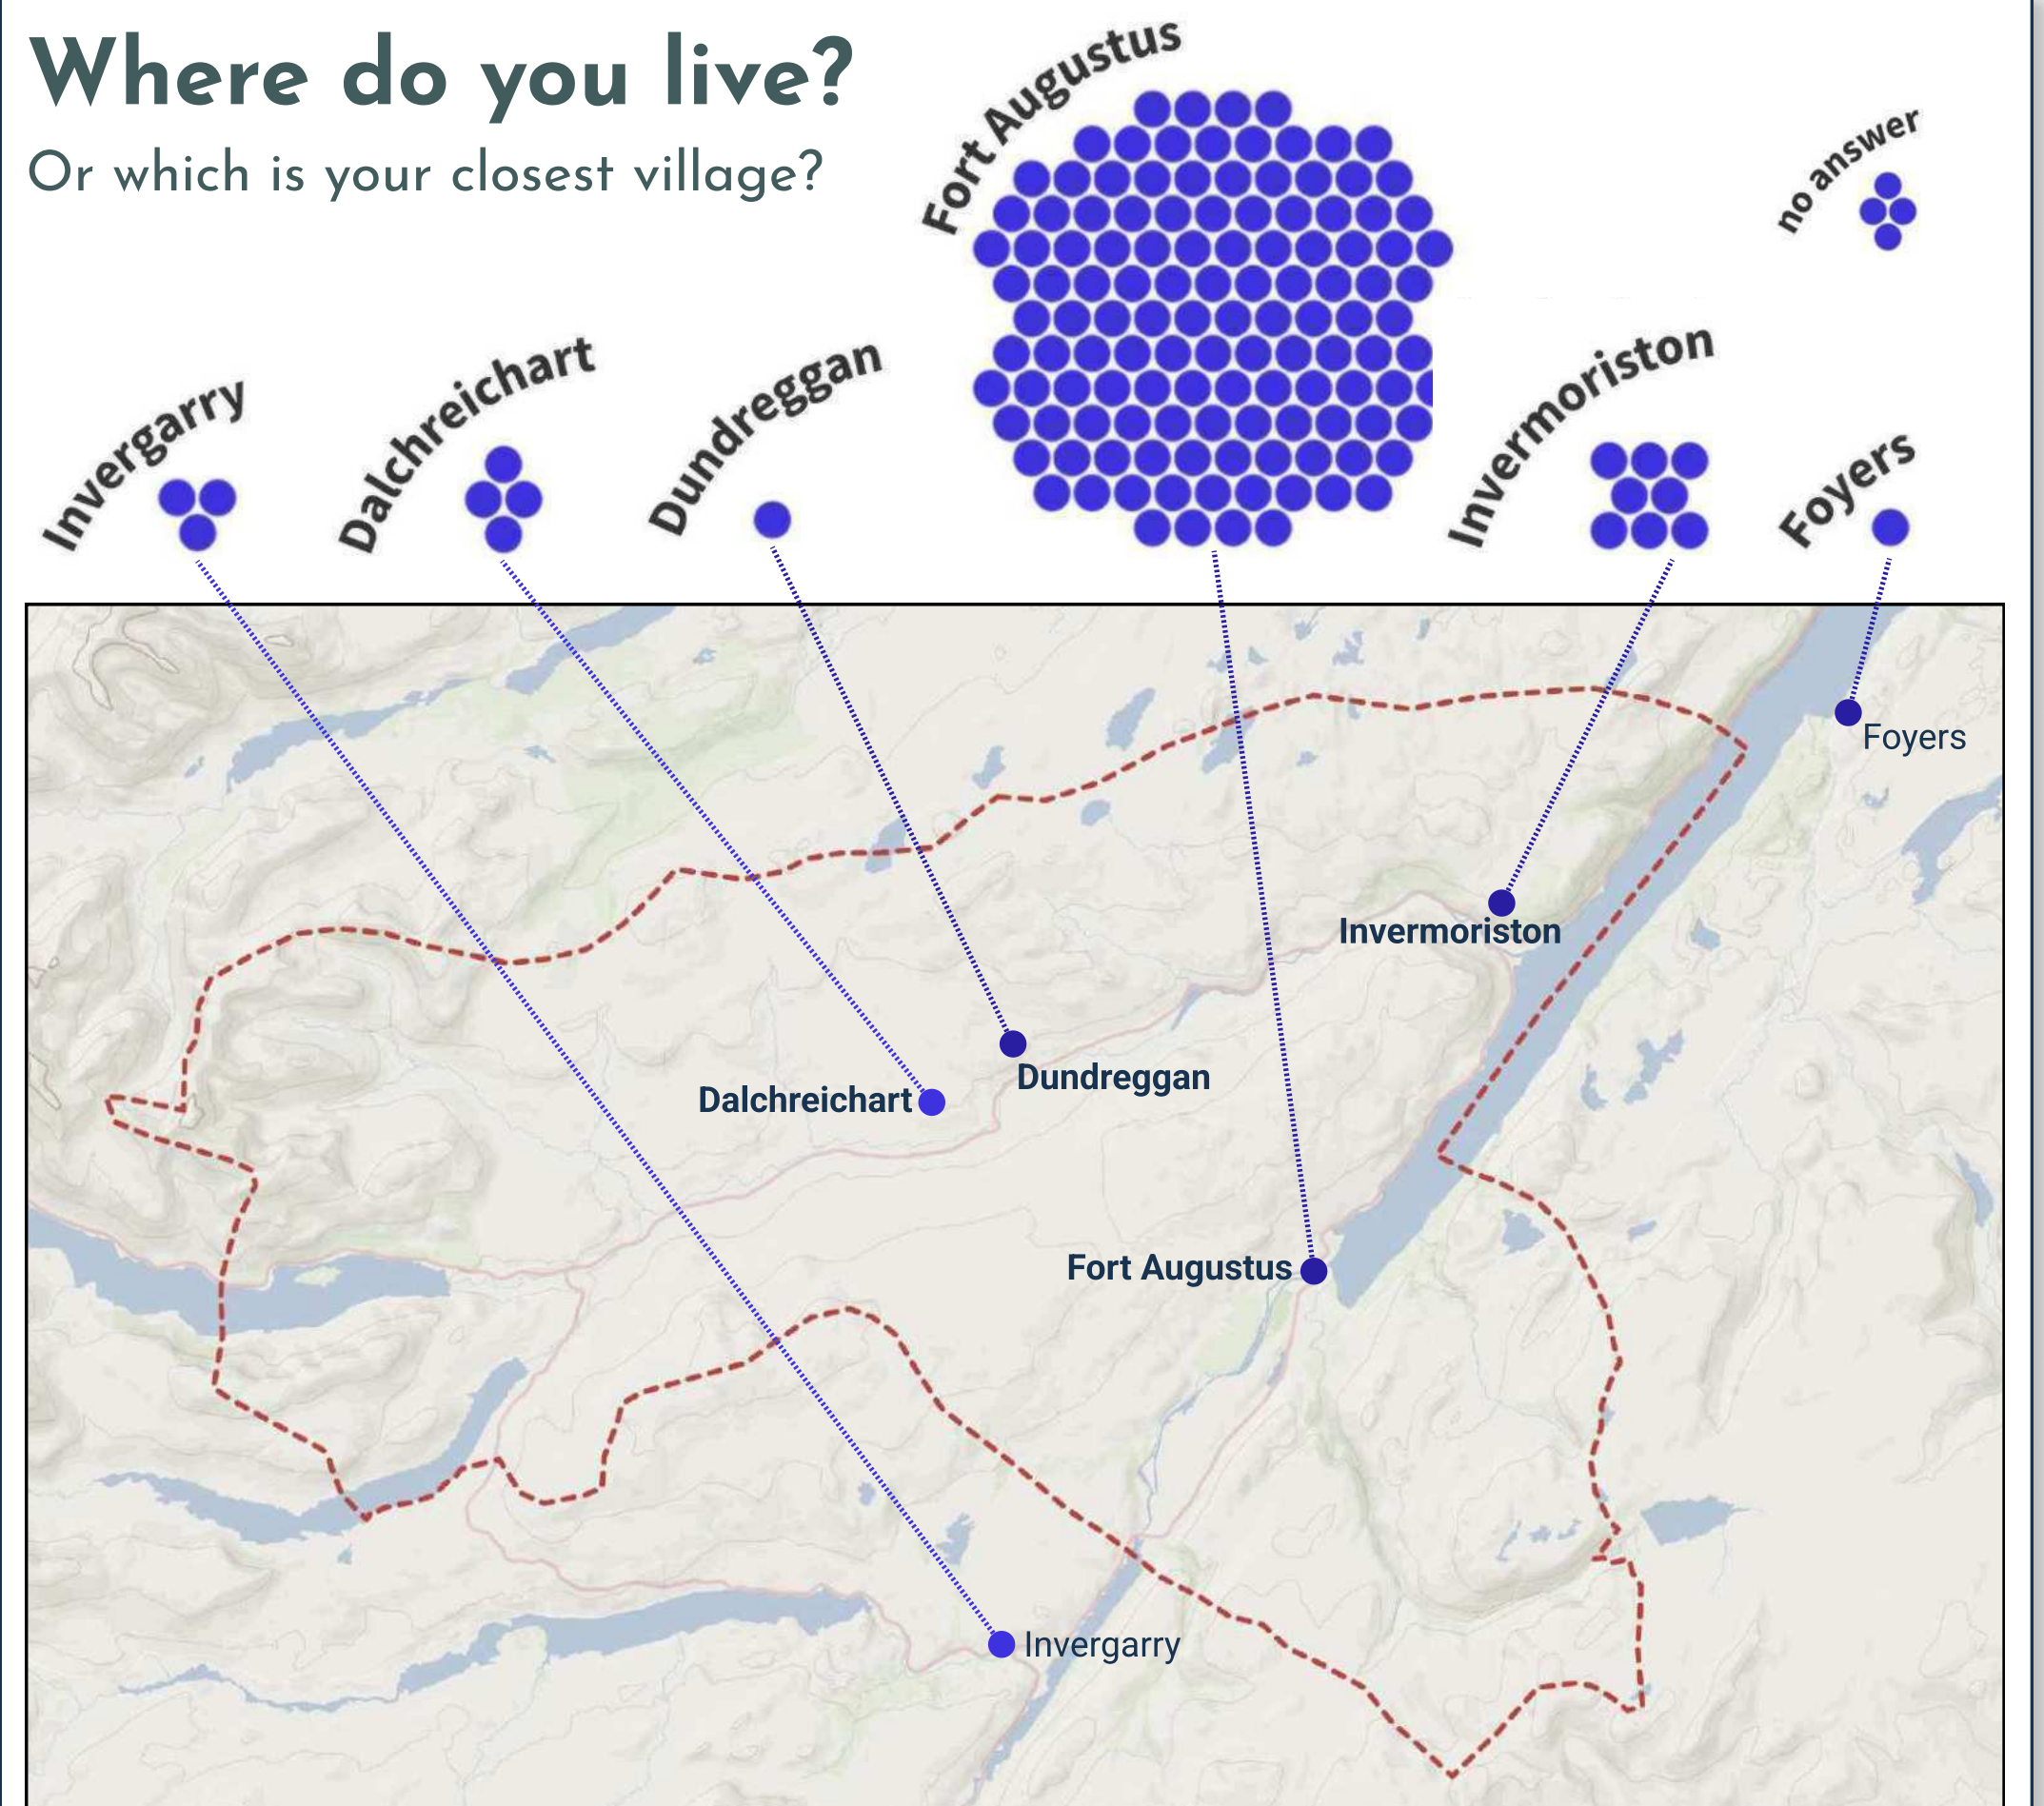 Where do you live?
Or which is your closest village?
Fort Augustus
no answer
Invergarry
Dalchreichart
Dundreggan
Invermoriston
Foyers
Foyers
Invermoriston
Dundreggan
Dalchreichart
Fort Augustus
Invergarry